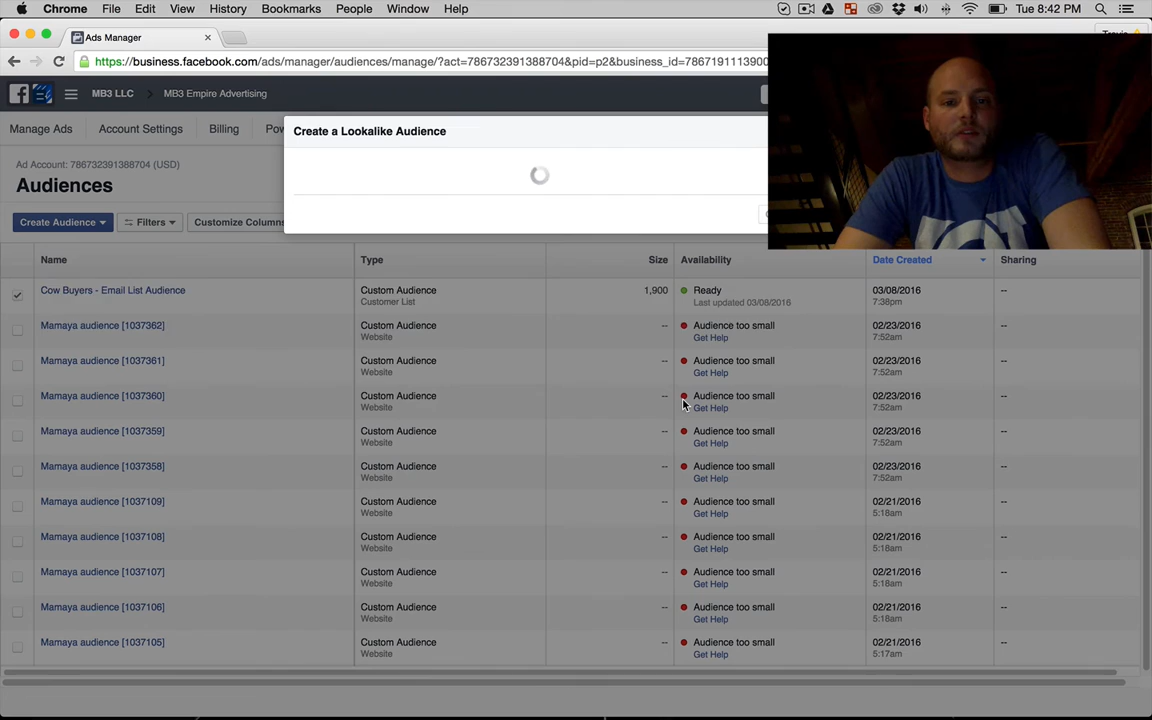 Chrome File Edit View History Bookmarks People Window Help Tue 8:42 PM
Ads Manager
https://business.facebook.com/ads/manager/audiences/manage/?act=786732391388704&pid=p2&business_id=7867191113900
MB3 LLC > MB3 Empire Advertising
Manage Ads Account Settings Billing
Create a Lookalike Audience
Ad Account: 786732391388704 (USD)
Audiences
Create Audience Filters Customize Columns
Name Type Size Availability Date Created Sharing
Cow Buyers - Email List Audience Custom Audience 1,900 Ready 03/08/2016 --
Customer List Last updated 03/08/2016 7:38pm
Mamaya audience [1037362] Custom Audience -- Audience too small 02/23/2016 --
Website Get Help 7:52am
Mamaya audience [1037361] Custom Audience -- Audience too small 02/23/2016 --
Website Get Help 7:52am
Mamaya audience [1037360] Custom Audience -- Audience too small 02/23/2016 --
Website Get Help 7:52am
Mamaya audience [1037359] Custom Audience -- Audience too small 02/23/2016 --
Website Get Help 7:52am
Mamaya audience [1037358] Custom Audience -- Audience too small 02/23/2016 --
Website Get Help 7:52am
Mamaya audience [1037109] Custom Audience -- Audience too small 02/21/2016 --
Website Get Help 5:18am
Mamaya audience [1037108] Custom Audience -- Audience too small 02/21/2016 --
Website Get Help 5:18am
Mamaya audience [1037107] Custom Audience -- Audience too small 02/21/2016 --
Website Get Help 5:18am
Mamaya audience [1037106] Custom Audience -- Audience too small 02/21/2016 --
Website Get Help 5:18am
Mamaya audience [1037105] Custom Audience -- Audience too small 02/21/2016 --
Website Get Help 5:17am